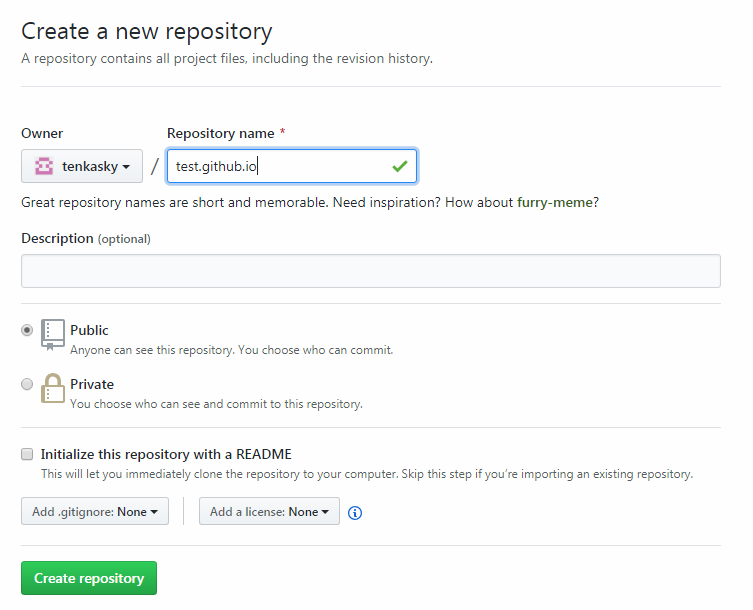 Create a new repository
A repository contains all project files, including the revision history.
Owner
Repository name *
tenkasky
/
test.github.io
Great repository names are short and memorable. Need inspiration? How about furry-meme?
Description (optional)
Public
Anyone can see this repository. You choose who can commit.
Private
You choose who can see and commit to this repository.
Initialize this repository with a README
This will let you immediately clone the repository to your computer. Skip this step if you’re importing an existing repository.
Add .gitignore: None
Add a license: None
Create repository